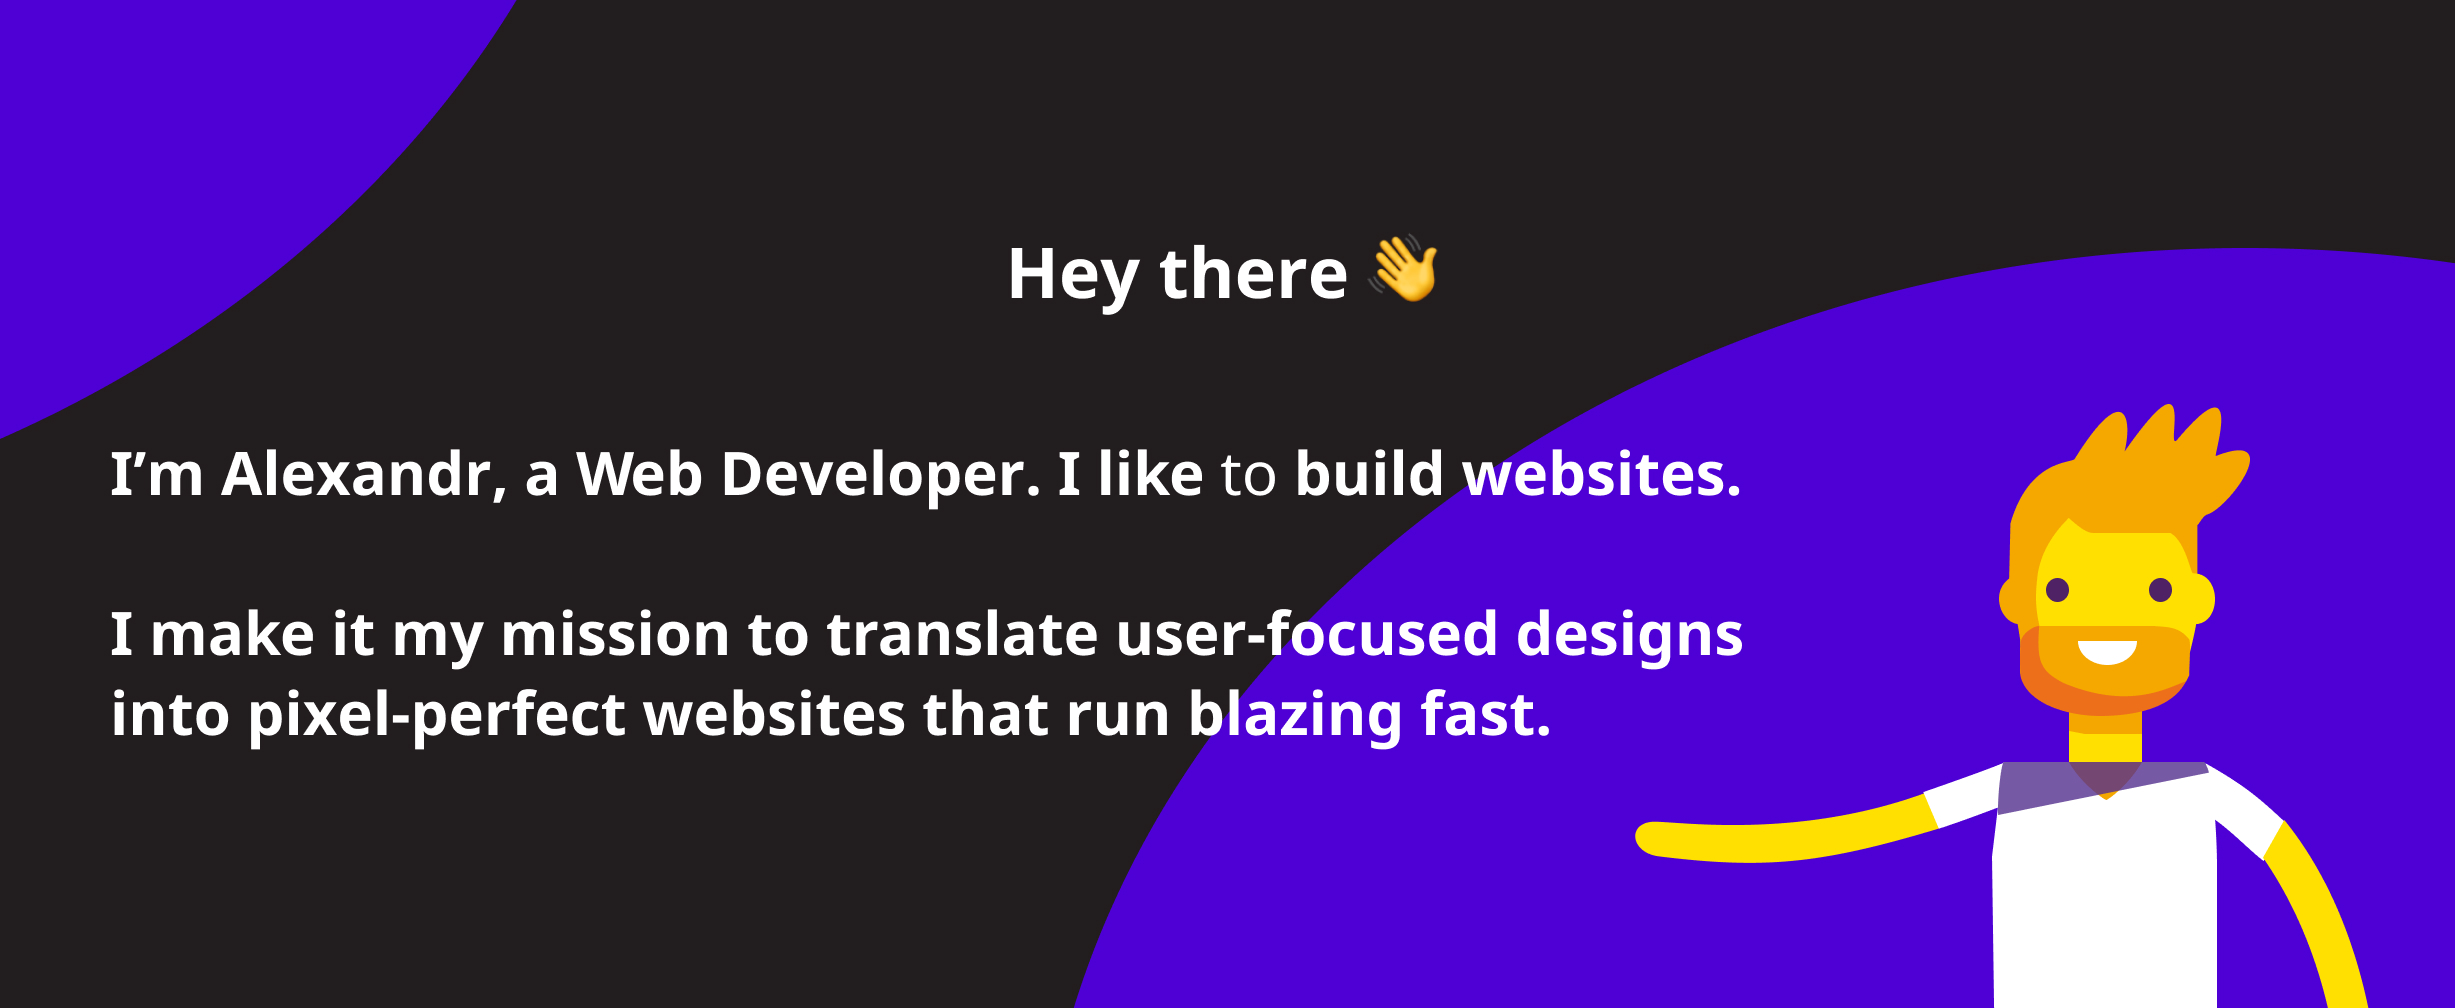 Hey there 👋
I’m Alexandr, a Web Developer. I like to build websites.
I make it my mission to translate user-focused designs
into pixel-perfect websites that run blazing fast.